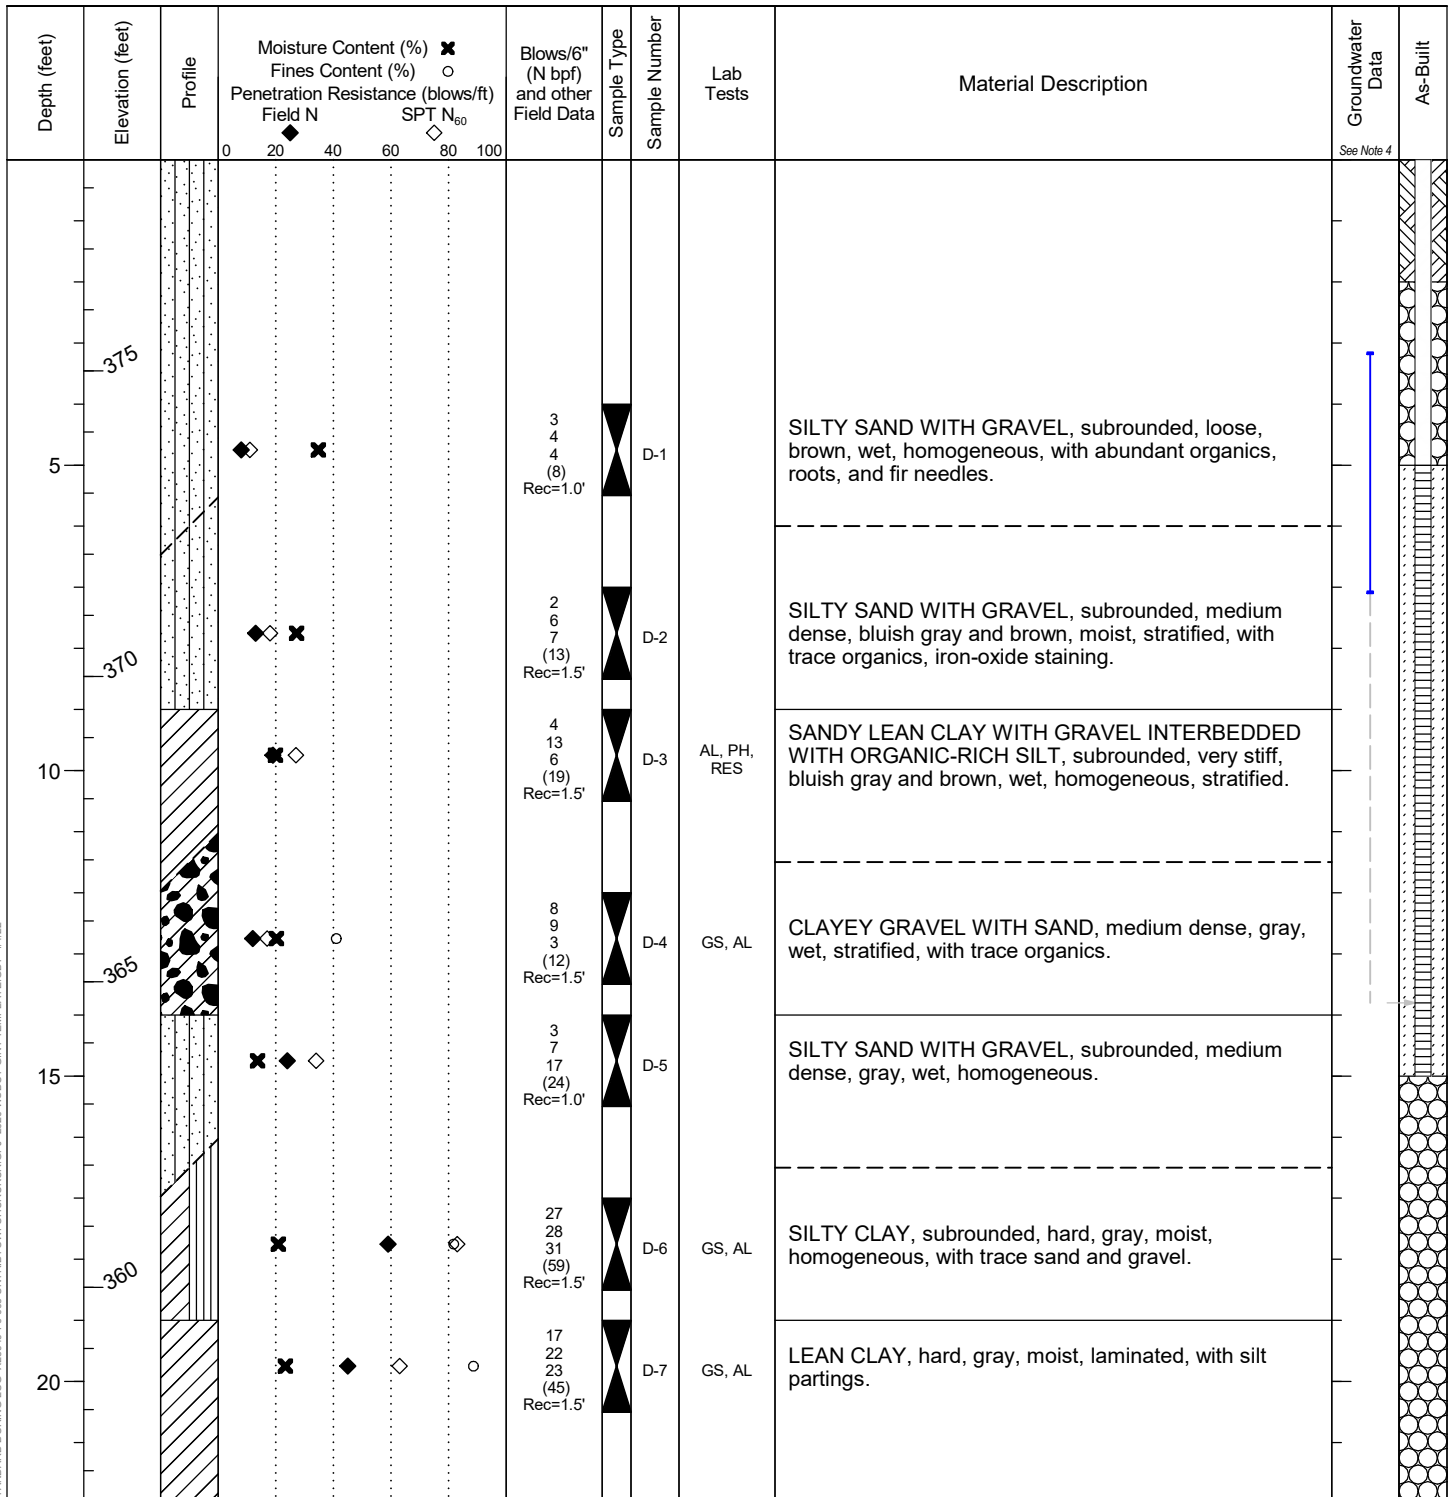 Depth (feet)
Elevation (feet)
Profile
Moisture Content (%)
Fines Content (%)
Penetration Resistance (blows/ft)
Field N SPT N60
0 20 40 60 80 100
Blows/6"
(N bpf)
and other
Field Data
Sample Type
Sample Number
Lab
Tests
Material Description
Groundwater
Data
See Note 4
As-Built
375
5
3
4
4
(8)
Rec=1.0'
D-1
SILTY SAND WITH GRAVEL, subrounded, loose,
brown, wet, homogeneous, with abundant organics,
roots, and fir needles.
370
2
6
7
(13)
Rec=1.5'
D-2
SILTY SAND WITH GRAVEL, subrounded, medium
dense, bluish gray and brown, moist, stratified, with
trace organics, iron-oxide staining.
10
4
13
6
(19)
Rec=1.5'
D-3
AL, PH,
RES
SANDY LEAN CLAY WITH GRAVEL INTERBEDDED
WITH ORGANIC-RICH SILT, subrounded, very stiff,
bluish gray and brown, wet, homogeneous, stratified.
365
8
9
3
(12)
Rec=1.5'
D-4
GS, AL
CLAYEY GRAVEL WITH SAND, medium dense, gray,
wet, stratified, with trace organics.
15
3
7
17
(24)
Rec=1.0'
D-5
SILTY SAND WITH GRAVEL, subrounded, medium
dense, gray, wet, homogeneous.
360
27
28
31
(59)
Rec=1.5'
D-6
GS, AL
SILTY CLAY, subrounded, hard, gray, moist,
homogeneous, with trace sand and gravel.
20
17
22
23
(45)
Rec=1.5'
D-7
GS, AL
LEAN CLAY, hard, gray, moist, laminated, with silt
partings.